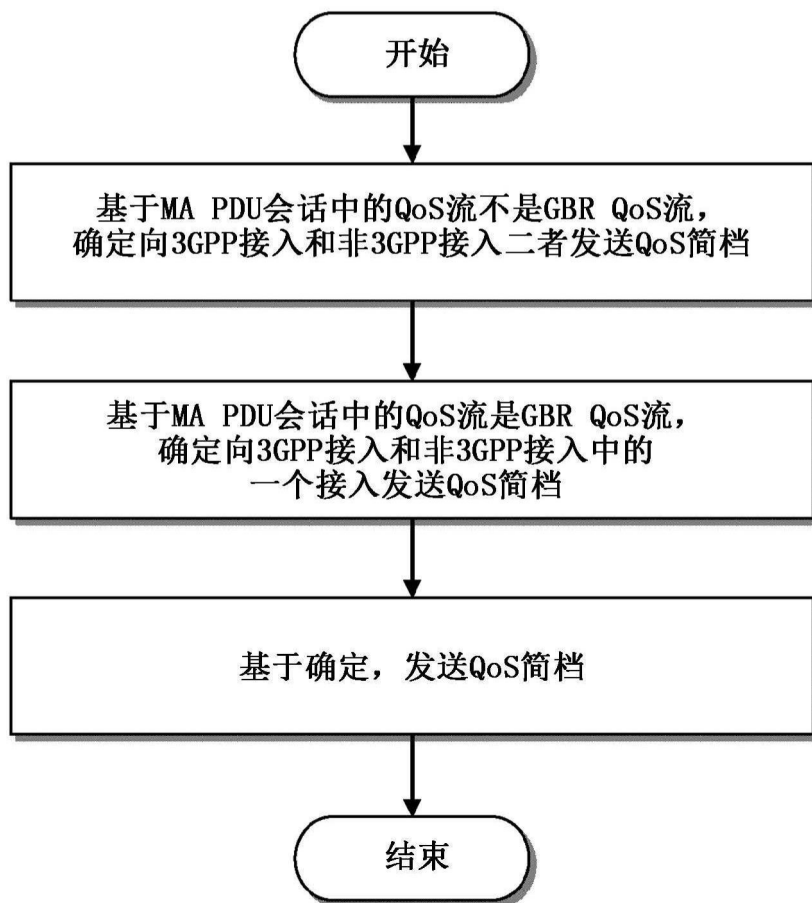 开始
基于MA PDU会话中的QoS流不是GBR QoS流，
确定向3GPP接入和非3GPP接入二者发送QoS简档
基于MA PDU会话中的QoS流是GBR QoS流，
确定向3GPP接入和非3GPP接入中的
一个接入发送QoS简档
基于确定，发送QoS简档
结束